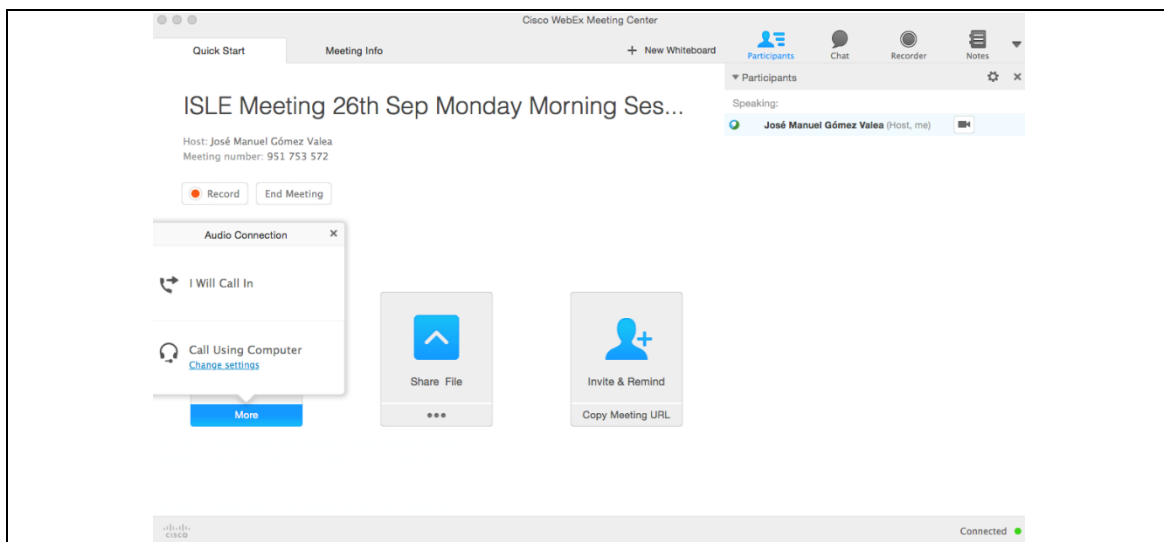 Cisco WebEx Meeting Center
Quick Start
Meeting Info
+ New Whiteboard
Participants
Chat
Recorder
Notes
Participants
Speaking:
José Manuel Gómez Valea (Host, me)
ISLE Meeting 26th Sep Monday Morning Ses...
Host: José Manuel Gómez Valea
Meeting number: 951 753 572
Record
End Meeting
Audio Connection
I Will Call In
Call Using Computer
Change settings
More
Share File
Invite & Remind
Copy Meeting URL
CISCO
Connected